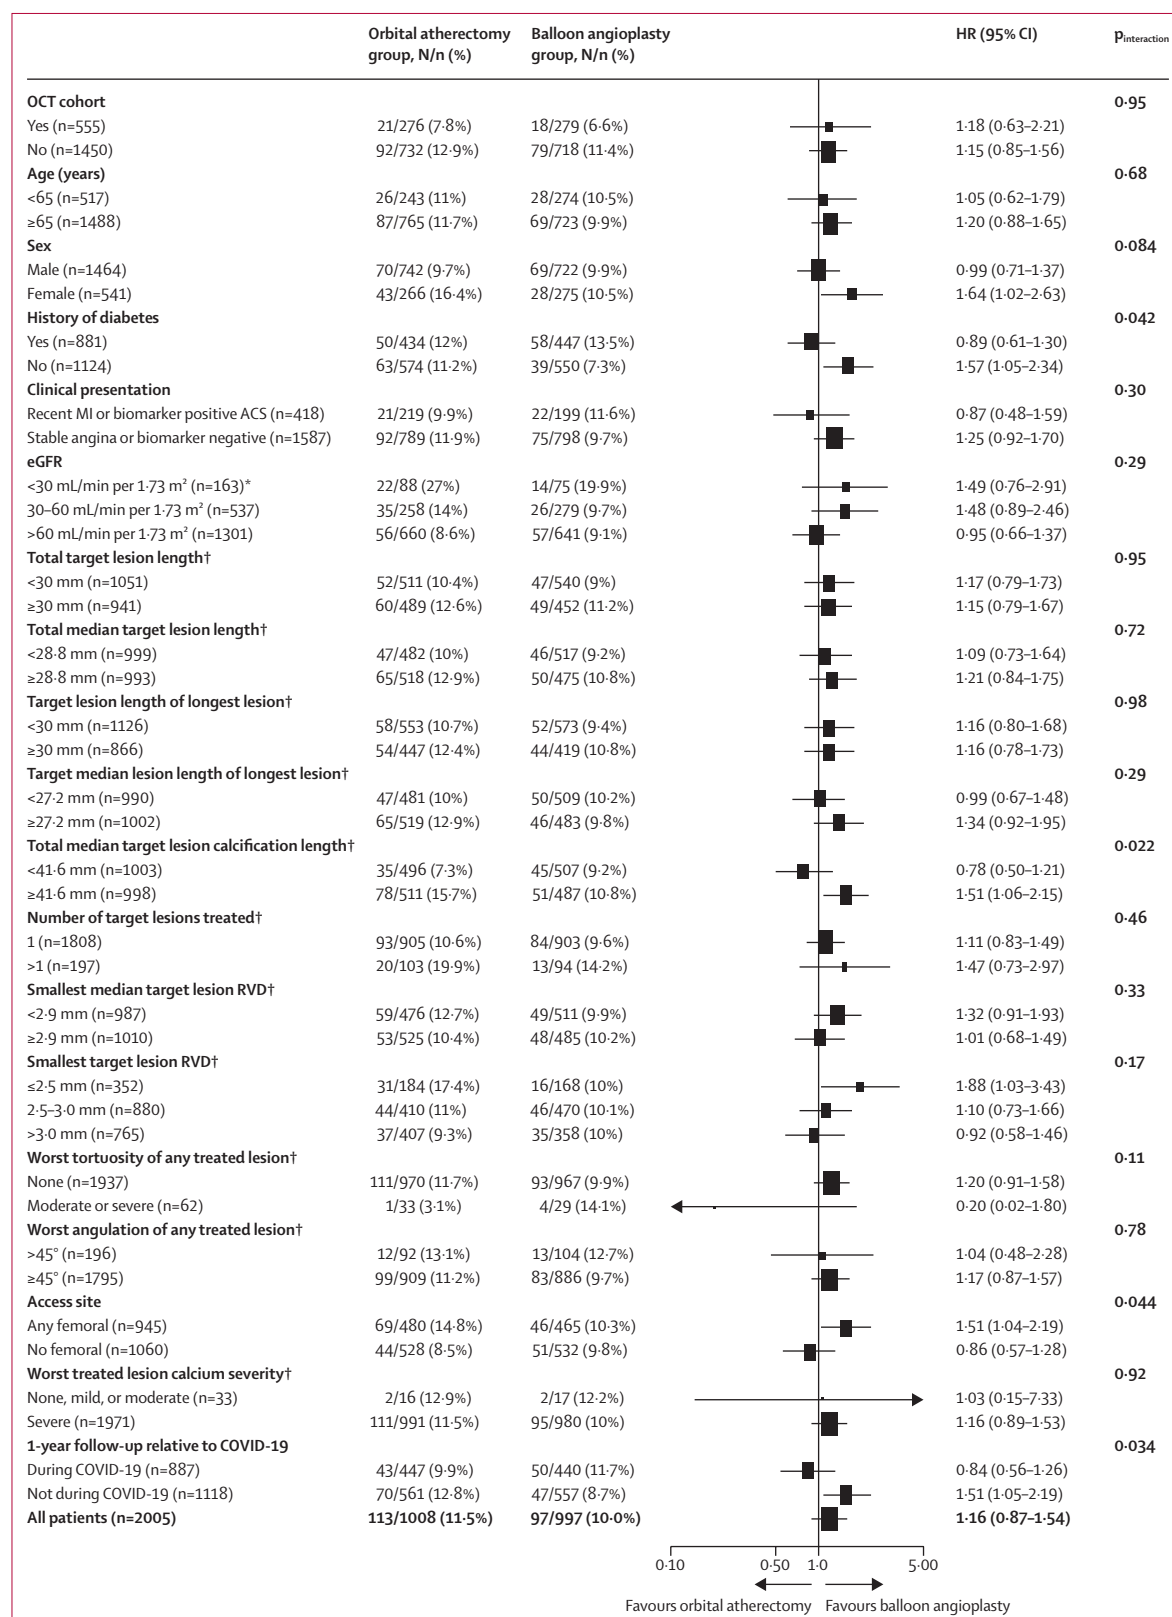 Orbital atherectomy group, N/n (%) Balloon angioplasty group, N/n (%) HR (95% CI) pinteraction
OCT cohort 0·95
Yes (n=555) 21/276 (7·8%) 18/279 (6·6%) 1·18 (0·63–2·21)
No (n=1450) 92/732 (12·9%) 79/718 (11·4%) 1·15 (0·85–1·56)
Age (years) 0·68
<65 (n=517) 26/243 (11%) 28/274 (10·5%) 1·05 (0·62–1·79)
≥65 (n=1488) 87/765 (11·7%) 69/723 (9·9%) 1·20 (0·88–1·65)
Sex 0·084
Male (n=1464) 70/742 (9·7%) 69/722 (9·9%) 0·99 (0·71–1·37)
Female (n=541) 43/266 (16·4%) 28/275 (10·5%) 1·64 (1·02–2·63)
History of diabetes 0·042
Yes (n=881) 50/434 (12%) 58/447 (13·5%) 0·89 (0·61–1·30)
No (n=1124) 63/574 (11·2%) 39/550 (7·3%) 1·57 (1·05–2·34)
Clinical presentation 0·30
Recent MI or biomarker positive ACS (n=418) 21/219 (9·9%) 22/199 (11·6%) 0·87 (0·48–1·59)
Stable angina or biomarker negative (n=1587) 92/789 (11·9%) 75/798 (9·7%) 1·25 (0·92–1·70)
eGFR 0·29
<30 mL/min per 1·73 m² (n=163)* 22/88 (27%) 14/75 (19·9%) 1·49 (0·76–2·91)
30–60 mL/min per 1·73 m² (n=537) 35/258 (14%) 26/279 (9·7%) 1·48 (0·89–2·46)
>60 mL/min per 1·73 m² (n=1301) 56/660 (8·6%) 57/641 (9·1%) 0·95 (0·66–1·37)
Total target lesion length† 0·95
<30 mm (n=1051) 52/511 (10·4%) 47/540 (9%) 1·17 (0·79–1·73)
≥30 mm (n=941) 60/489 (12·6%) 49/452 (11·2%) 1·15 (0·79–1·67)
Total median target lesion length† 0·72
<28·8 mm (n=999) 47/482 (10%) 46/517 (9·2%) 1·09 (0·73–1·64)
≥28·8 mm (n=993) 65/518 (12·9%) 50/475 (10·8%) 1·21 (0·84–1·75)
Target lesion length of longest lesion† 0·98
<30 mm (n=1126) 58/553 (10·7%) 52/573 (9·4%) 1·16 (0·80–1·68)
≥30 mm (n=866) 54/447 (12·4%) 44/419 (10·8%) 1·16 (0·78–1·73)
Target median lesion length of longest lesion† 0·29
<27·2 mm (n=990) 47/481 (10%) 50/509 (10·2%) 0·99 (0·67–1·48)
≥27·2 mm (n=1002) 65/519 (12·9%) 46/483 (9·8%) 1·34 (0·92–1·95)
Total median target lesion calcification length† 0·022
<41·6 mm (n=1003) 35/496 (7·3%) 45/507 (9·2%) 0·78 (0·50–1·21)
≥41·6 mm (n=998) 78/511 (15·7%) 51/487 (10·8%) 1·51 (1·06–2·15)
Number of target lesions treated† 0·46
1 (n=1808) 93/905 (10·6%) 84/903 (9·6%) 1·11 (0·83–1·49)
>1 (n=197) 20/103 (19·9%) 13/94 (14·2%) 1·47 (0·73–2·97)
Smallest median target lesion RVD† 0·33
<2·9 mm (n=987) 59/476 (12·7%) 49/511 (9·9%) 1·32 (0·91–1·93)
≥2·9 mm (n=1010) 53/525 (10·4%) 48/485 (10·2%) 1·01 (0·68–1·49)
Smallest target lesion RVD† 0·17
≤2·5 mm (n=352) 31/184 (17·4%) 16/168 (10%) 1·88 (1·03–3·43)
2·5–3·0 mm (n=880) 44/410 (11%) 46/470 (10·1%) 1·10 (0·73–1·66)
>3·0 mm (n=765) 37/407 (9·3%) 35/358 (10%) 0·92 (0·58–1·46)
Worst tortuosity of any treated lesion† 0·11
None (n=1937) 111/970 (11·7%) 93/967 (9·9%) 1·20 (0·91–1·58)
Moderate or severe (n=62) 1/33 (3·1%) 4/29 (14·1%) 0·20 (0·02–1·80)
Worst angulation of any treated lesion† 0·78
>45° (n=196) 12/92 (13·1%) 13/104 (12·7%) 1·04 (0·48–2·28)
≥45° (n=1795) 99/909 (11·2%) 83/886 (9·7%) 1·17 (0·87–1·57)
Access site 0·044
Any femoral (n=945) 69/480 (14·8%) 46/465 (10·3%) 1·51 (1·04–2·19)
No femoral (n=1060) 44/528 (8·5%) 51/532 (9·8%) 0·86 (0·57–1·28)
Worst treated lesion calcium severity† 0·92
None, mild, or moderate (n=33) 2/16 (12·9%) 2/17 (12·2%) 1·03 (0·15–7·33)
Severe (n=1971) 111/991 (11·5%) 95/980 (10%) 1·16 (0·89–1·53)
1-year follow-up relative to COVID-19 0·034
During COVID-19 (n=887) 43/447 (9·9%) 50/440 (11·7%) 0·84 (0·56–1·26)
Not during COVID-19 (n=1118) 70/561 (12·8%) 47/557 (8·7%) 1·51 (1·05–2·19)
All patients (n=2005) 113/1008 (11·5%) 97/997 (10·0%) 1·16 (0·87–1·54)
0·10 0·50 1·0 5·00
Favours orbital atherectomy Favours balloon angioplasty